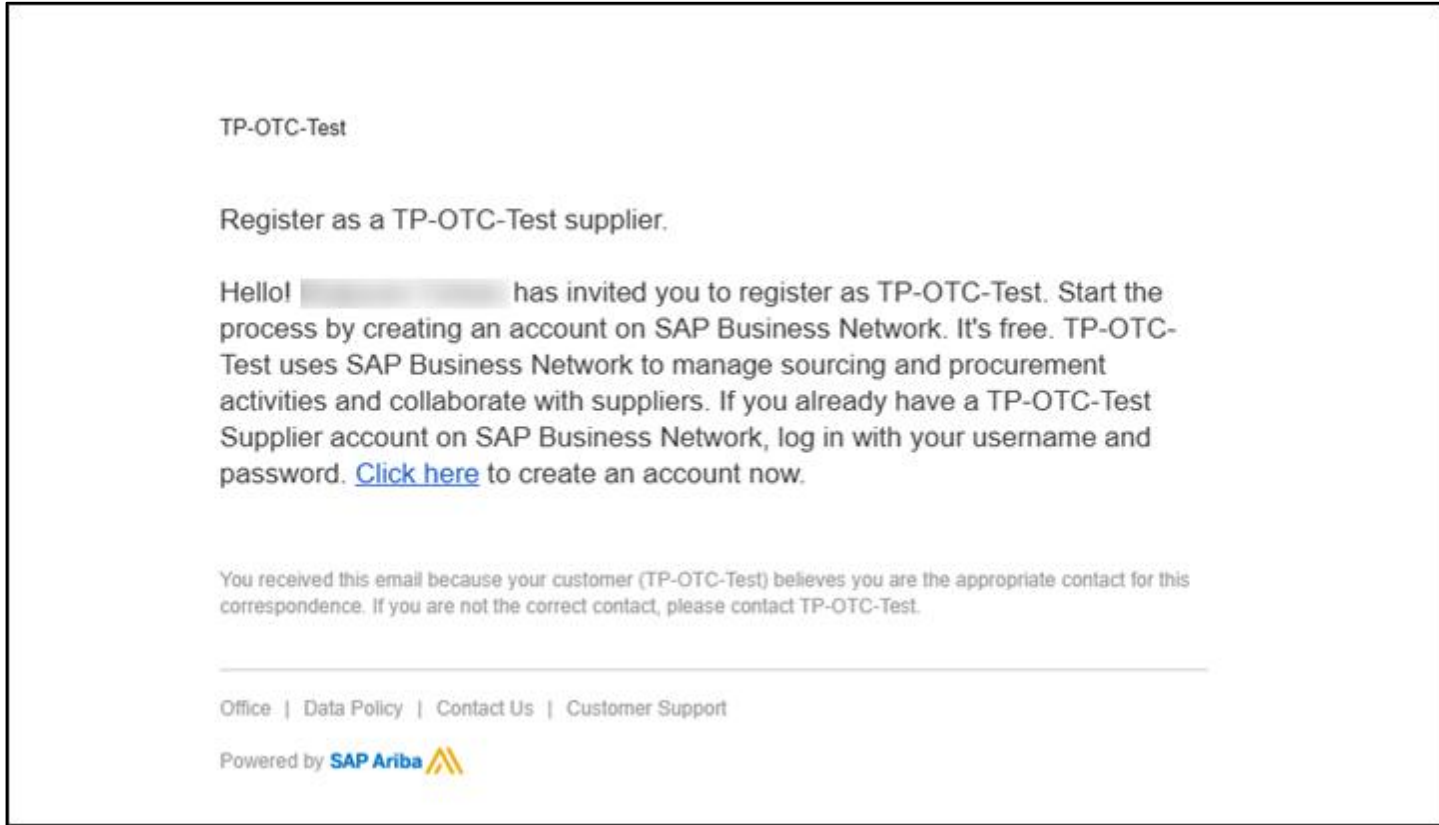 TP-OTC-Test
Register as a TP-OTC-Test supplier.
Hello! has invited you to register as TP-OTC-Test. Start the
process by creating an account on SAP Business Network. It's free. TP-OTC-
Test uses SAP Business Network to manage sourcing and procurement
activities and collaborate with suppliers. If you already have a TP-OTC-Test
Supplier account on SAP Business Network, log in with your username and
password. Click here to create an account now.
You received this email because your customer (TP-OTC-Test) believes you are the appropriate contact for this
correspondence. If you are not the correct contact, please contact TP-OTC-Test.
Office | Data Policy | Contact Us | Customer Support
Powered by SAP Ariba